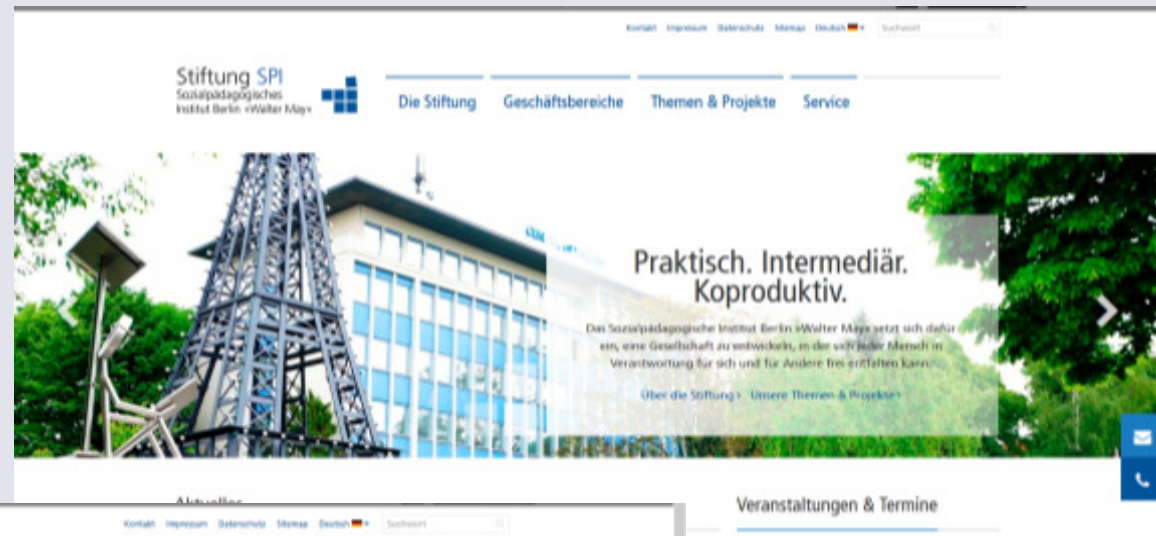 Kontakt Impressum Datenschutz Sitemap Deutsch Suchwort
Stiftung SPI
Sozialpädagogisches
Institut Berlin »Walter May«
Die Stiftung Geschäftsbereiche Themen & Projekte Service
Praktisch. Intermediär.
Koproduktiv.
Das Sozialpädagogische Institut Berlin »Walter May« setzt sich dafür
ein, eine Gesellschaft zu entwickeln, in der sich jeder Mensch in
Verantwortung für sich und für Andere frei entfalten kann.
Über die Stiftung> Unsere Themen & Projekte>
Aktuelles
Veranstaltungen & Termine
Kontakt Impressum Datenschutz Sitemap Deutsch Suchwort